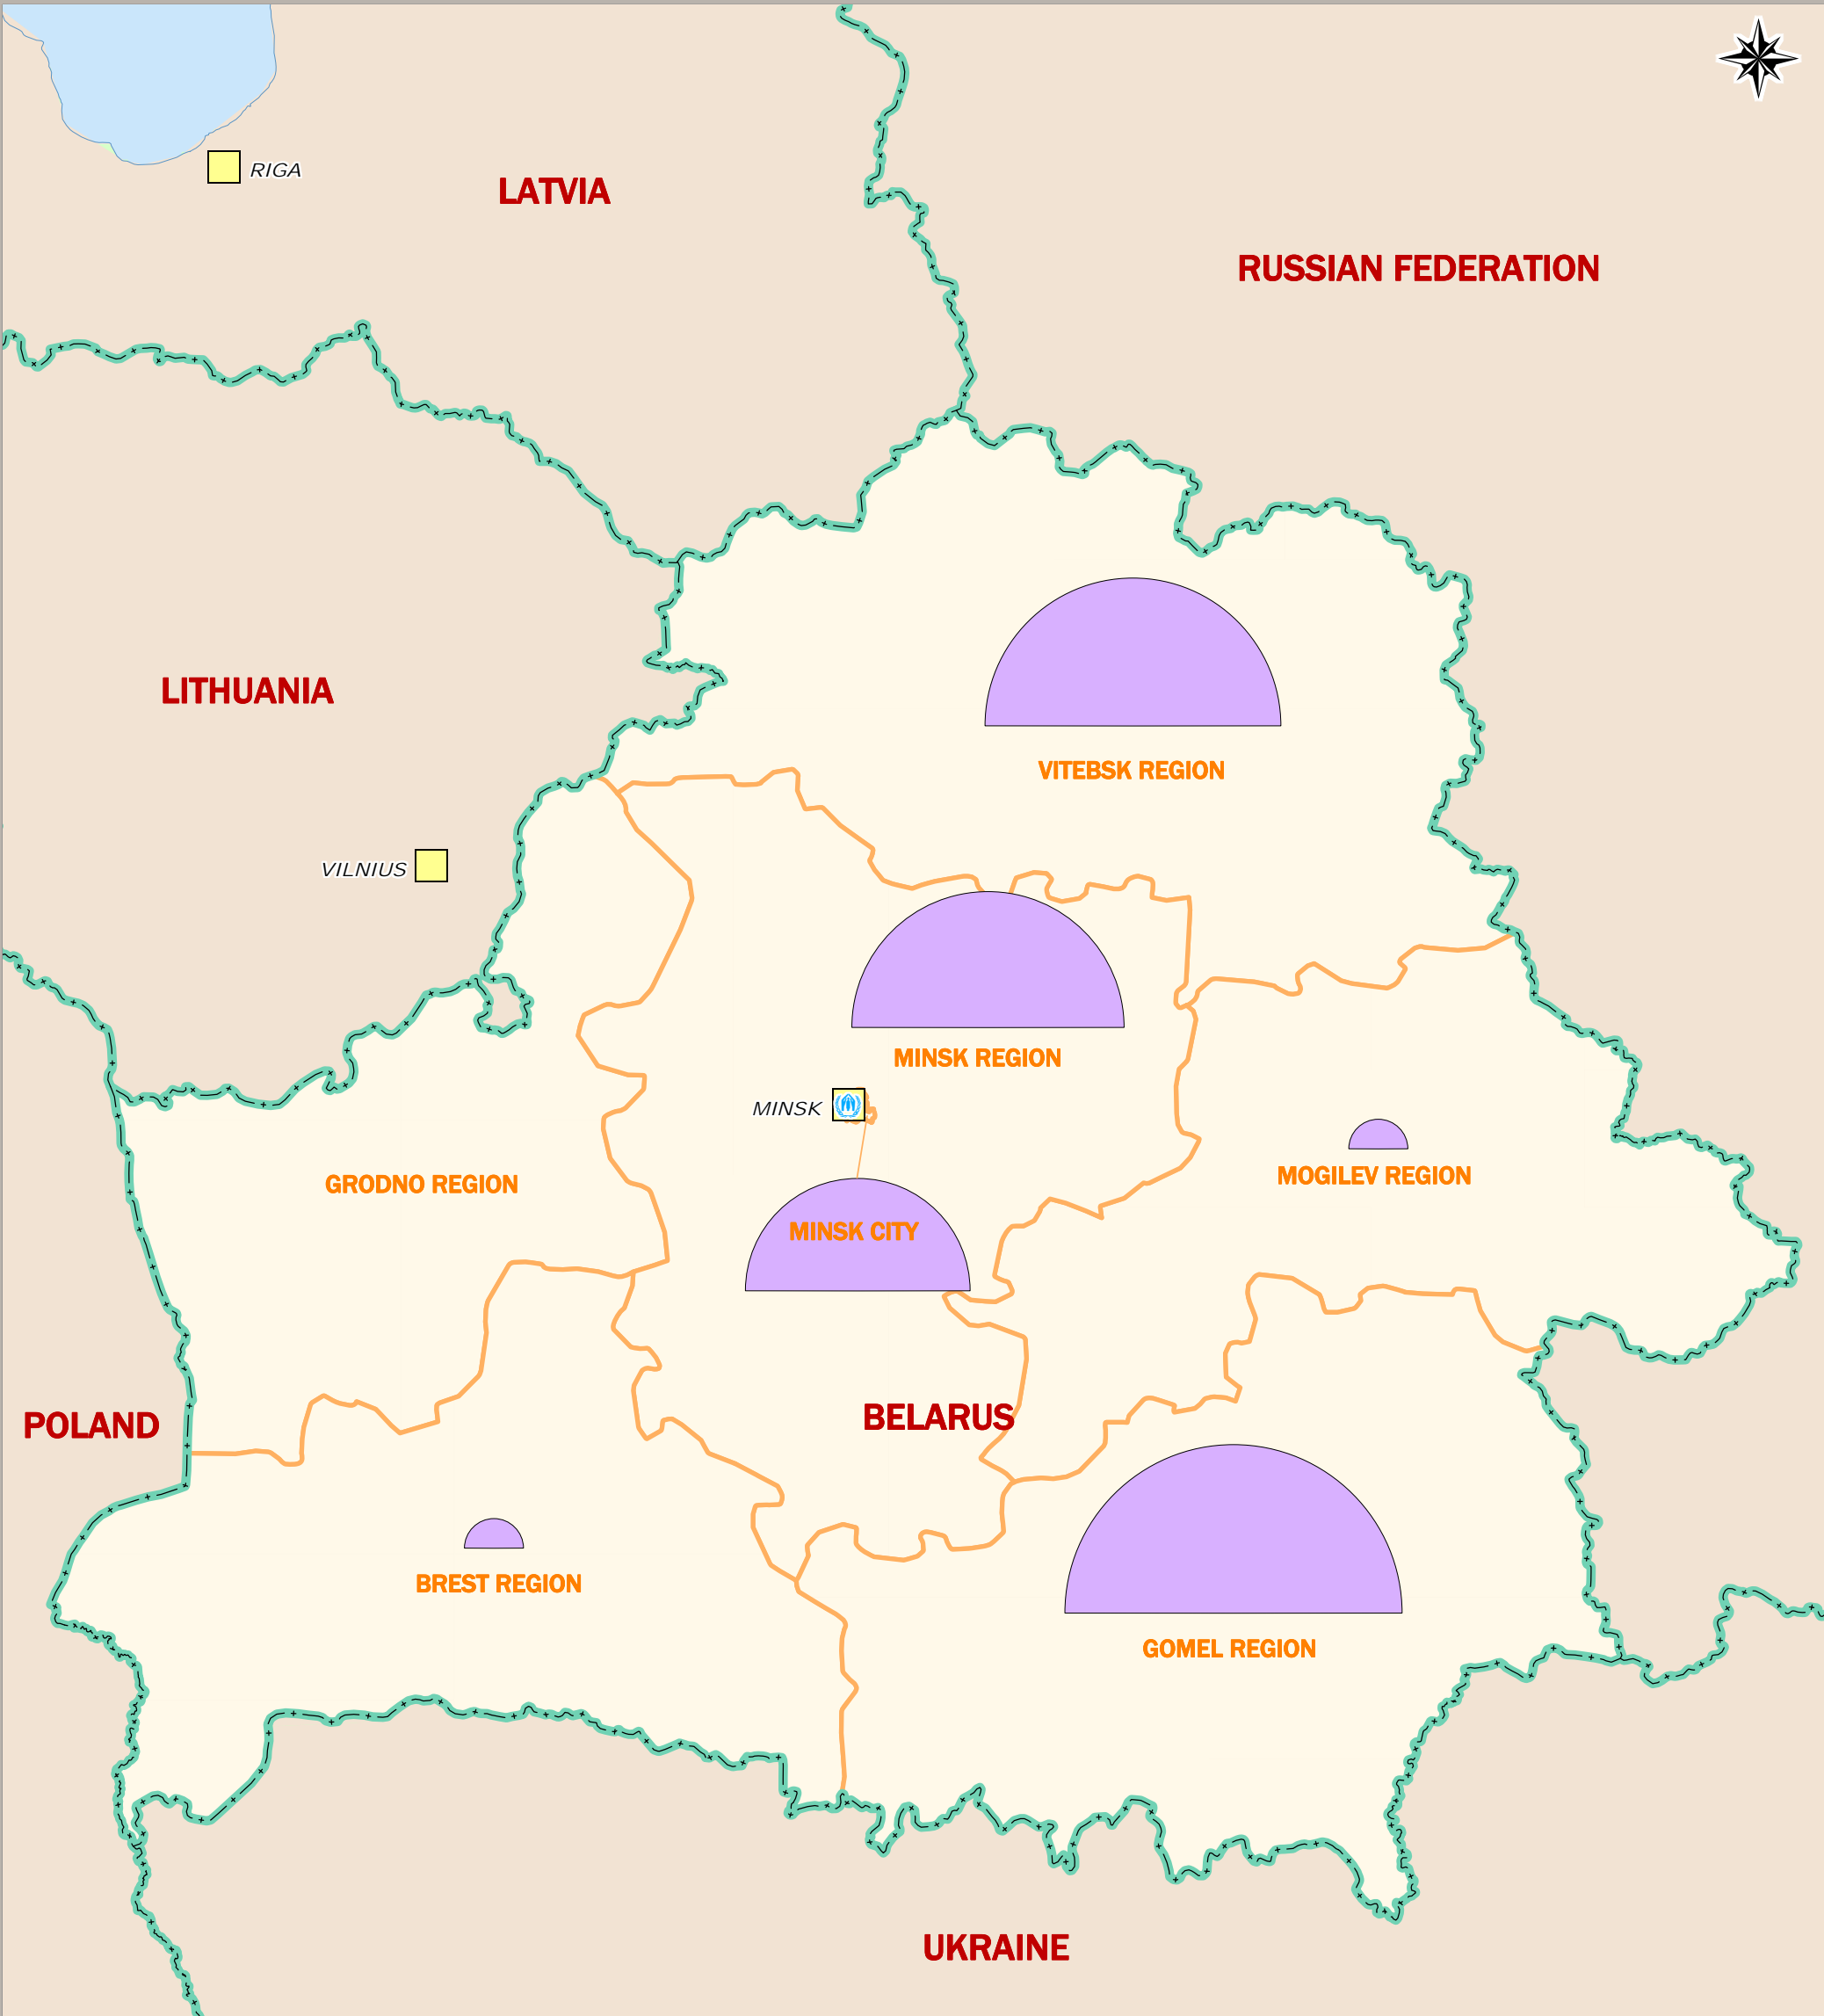 RIGA
LATVIA
RUSSIAN FEDERATION
LITHUANIA
VITEBSK REGION
VILNIUS
MINSK REGION
MINSK
MOGILEV REGION
GRODNO REGION
MINSK CITY
BELARUS
POLAND
BREST REGION
GOMEL REGION
UKRAINE